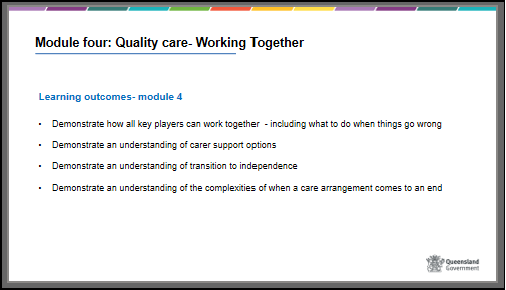 Module four: Quality care- Working Together
Learning outcomes- module 4
• Demonstrate how all key players can work together - including what to do when things go wrong
• Demonstrate an understanding of carer support options
• Demonstrate an understanding of transition to independence
• Demonstrate an understanding of the complexities of when a care arrangement comes to an end
Queensland
Government